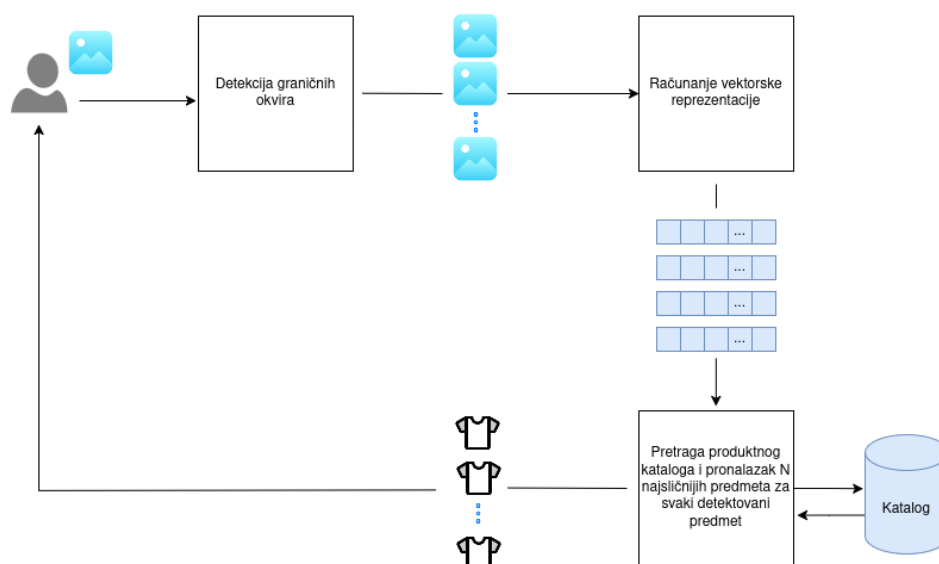 Detekcija graničnih
okvira
Računanje vektorske
reprezentacije
...
...
...
...
Pretraga produktnog
kataloga i pronalazak N
najsličnijih predmeta za
svaki detektovani
predmet
Katalog